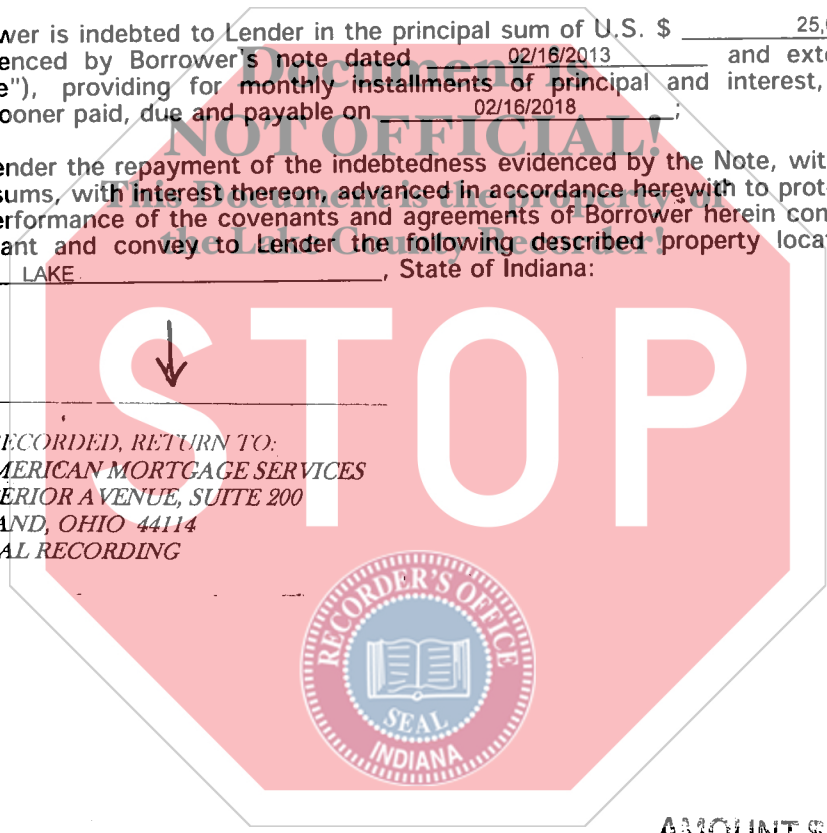 wer is indebted to Lender in the principal sum of U.S. $ 25,
enced by Borrower's note dated 02/16/2013 and exte
e"), providing for monthly installments of principal and interest,
ooner paid, due and payable on 02/16/2018 ;
Document is
NOT OFFICIAL!
This Document is the property of
the Lake County Recorder!
ender the repayment of the indebtedness evidenced by the Note, wit
sums, with interest thereon, advanced in accordance herewith to prot
erformance of the covenants and agreements of Borrower herein con
ant and convey to Lender the following described property locat
LAKE , State of Indiana:
STOP
ECORDED, RETURN TO:
MERICAN MORTGAGE SERVICES
ERIOR AVENUE, SUITE 200
AND, OHIO 44114
AL RECORDING
RECORDER'S OFFICE
SEAL
INDIANA
AMOUNT $